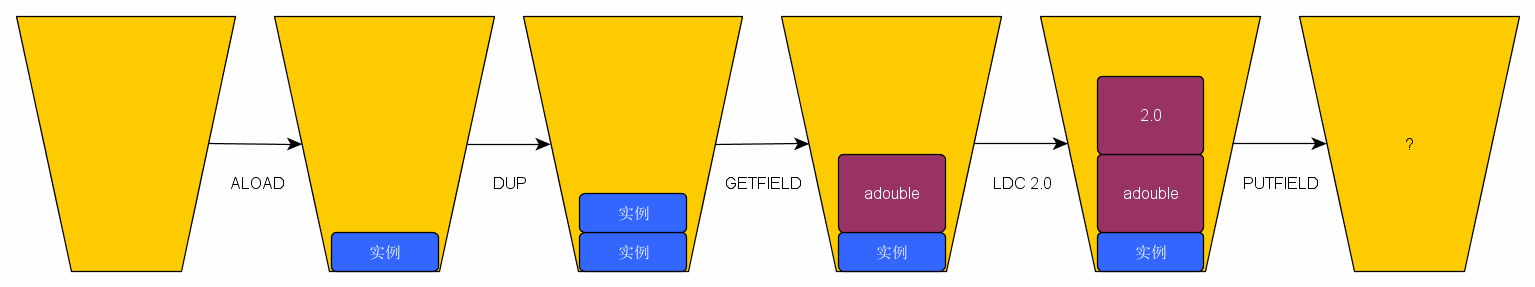 2.0
?
ALOAD
DUP
GETFIELD
LDC 2.0
PUTFIELD
adouble
adouble
实例
实例
实例
实例
实例